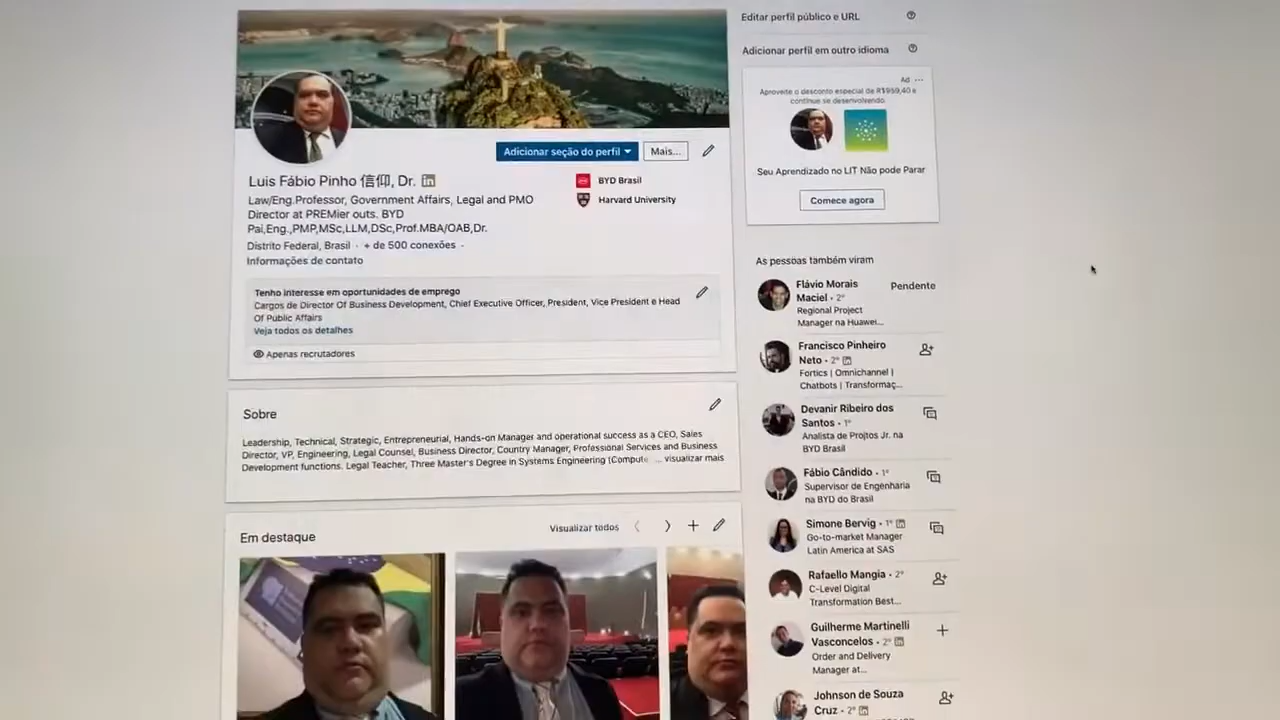 Editar perfil público e URL
Adicionar perfil em outro idioma
Ad
Aproveite o desconto especial de R$959,40 e
continue se desenvolvendo
Seu Aprendizado no LIT Não pode Parar
Comece agora
Adicionar seção do perfil
Mais...
Luis Fábio Pinho 信仰, Dr. in
Law/Eng.Professor, Government Affairs, Legal and PMO
Director at PREMier outs. BYD
Pai,Eng.,PMP,MSc,LLM,DSc,Prof.MBA/OAB,Dr.
Distrito Federal, Brasil · + de 500 conexões ·
Informações de contato
BYD Brasil
Harvard University
Tenho interesse em oportunidades de emprego
Cargos de Director Of Business Development, Chief Executive Officer, President, Vice President e Head
Of Public Affairs
Veja todos os detalhes
Apenas recrutadores
Sobre
Leadership, Technical, Strategic, Entrepreneurial, Hands-on Manager and operational success as a CEO, Sales
Director, VP, Engineering, Legal Counsel, Business Director, Country Manager, Professional Services and Business
Development functions. Legal Teacher, Three Master's Degree in Systems Engineering (Compute ... visualizar mais
Em destaque
Visualizar todos
As pessoas também viram
Flávio Morais
Maciel · 2º
Pendente
Regional Project
Manager na Huawei...
Francisco Pinheiro
Neto · 2º in
Fortics | Omnichannel |
Chatbots | Transformaç...
Devanir Ribeiro dos
Santos · 1º
Analista de Projtos Jr. na
BYD Brasil
Fábio Cândido · 1º
Supervisor de Engenharia
na BYD do Brasil
Simone Bervig · 1º in
Go-to-market Manager
Latin America at SAS
Rafaello Mangia · 2º
C-Level Digital
Transformation Best...
Guilherme Martinelli
Vasconcelos · 2º in
Order and Delivery
Manager at...
Johnson de Souza
Cruz · 2º in